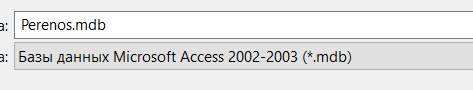 а: Perenos.mdb
а: Базы данных Microsoft Access 2002-2003 (*.mdb)